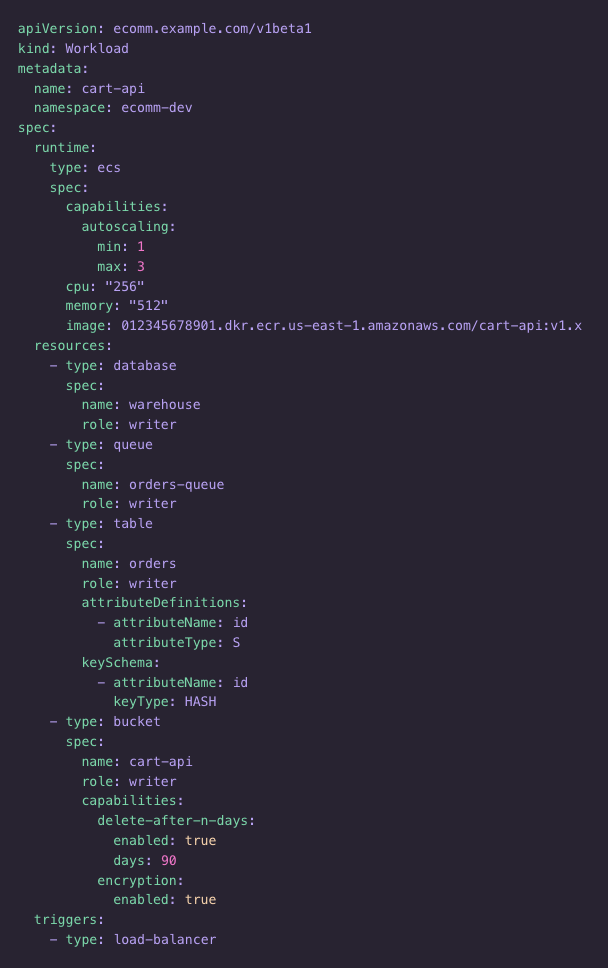 apiVersion: ecomm.example.com/v1beta1
kind: Workload
metadata:
  name: cart-api
  namespace: ecomm-dev
spec:
  runtime:
    type: ecs
    spec:
      capabilities:
        autoscaling:
          min: 1
          max: 3
      cpu: "256"
      memory: "512"
      image: 012345678901.dkr.ecr.us-east-1.amazonaws.com/cart-api:v1.x
  resources:
    - type: database
      spec:
        name: warehouse
        role: writer
    - type: queue
      spec:
        name: orders-queue
        role: writer
    - type: table
      spec:
        name: orders
        role: writer
        attributeDefinitions:
          - attributeName: id
            attributeType: S
        keySchema:
          - attributeName: id
            keyType: HASH
    - type: bucket
      spec:
        name: cart-api
        role: writer
        capabilities:
          delete-after-n-days:
            enabled: true
            days: 90
          encryption:
            enabled: true
  triggers:
    - type: load-balancer